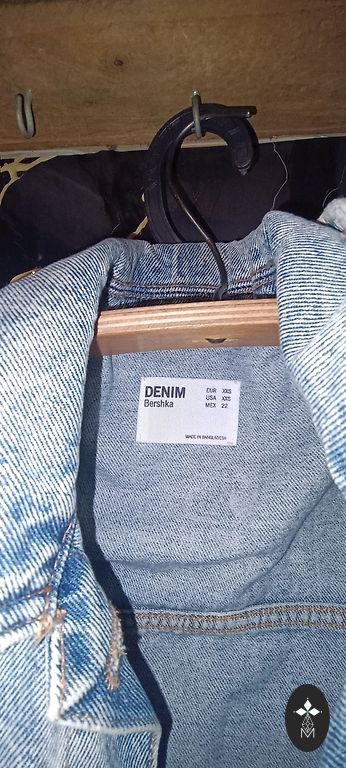 DENIM
Bershka
EUR XXS
USA XXS
MEX 22
MADE IN BANGLADESH